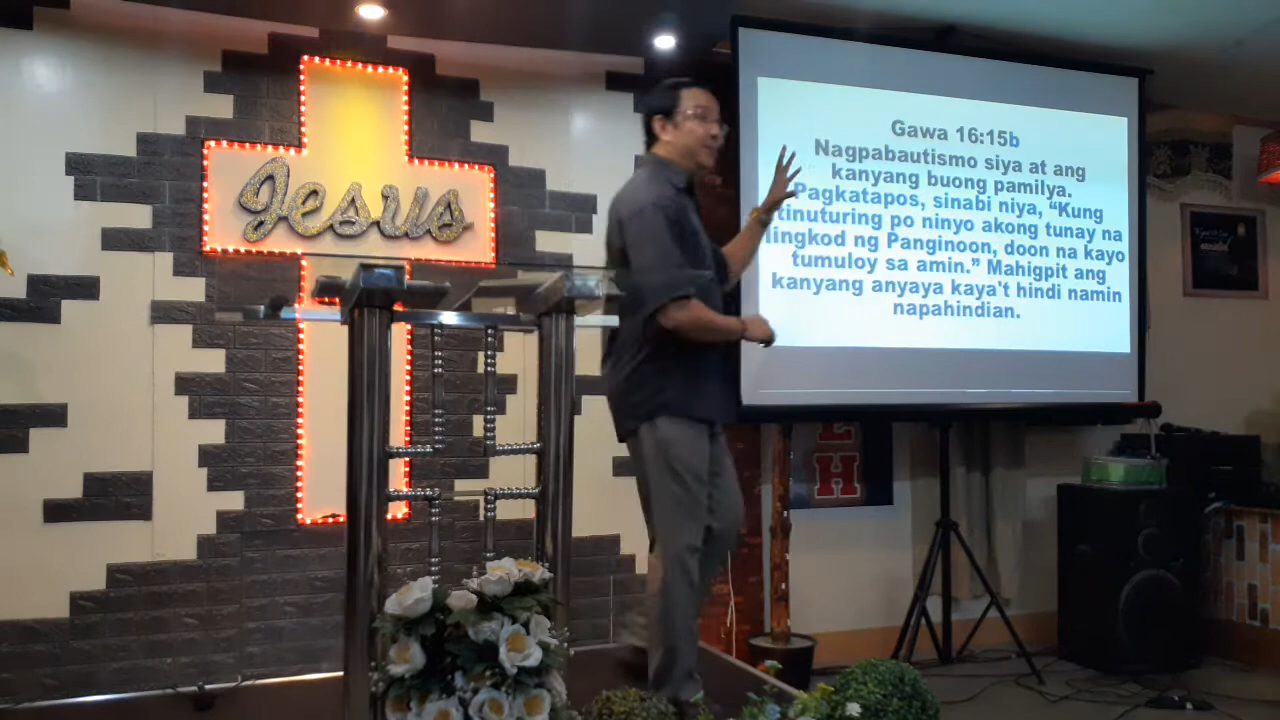 Jesus
Gawa 16:15b
Nagpabautismo siya at ang
kanyang buong pamilya.
Pagkatapos, sinabi niya, “Kung
itinuturing po ninyo akong tunay na
lingkod ng Panginoon, doon na kayo
tumuloy sa amin.” Mahigpit ang
kanyang anyaya kaya't hindi namin
napahindian.
H